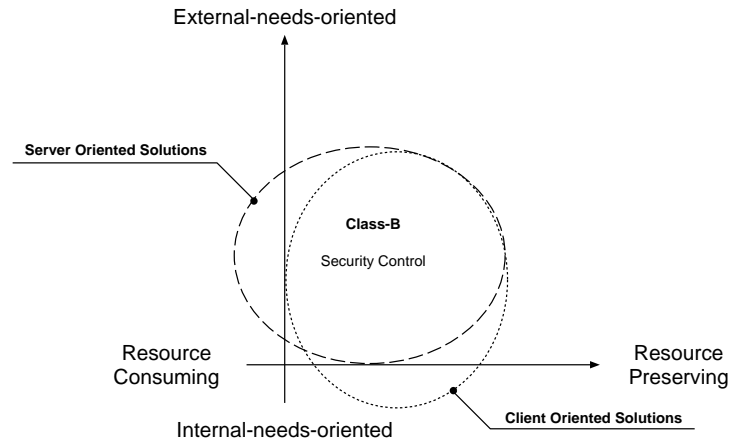 External-needs-oriented
Server Oriented Solutions
Class-B
Security Control
Resource
Consuming
Resource
Preserving
Client Oriented Solutions
Internal-needs-oriented